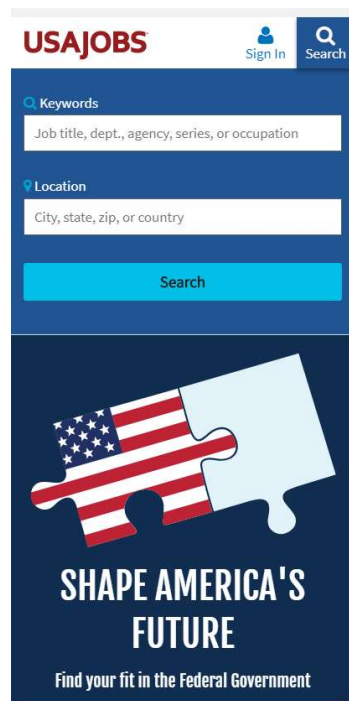 USAJOBS
Sign In
Search
Keywords
Job title, dept., agency, series, or occupation
Location
City, state, zip, or country
Search
SHAPE AMERICA'S
FUTURE
Find your fit in the Federal Government